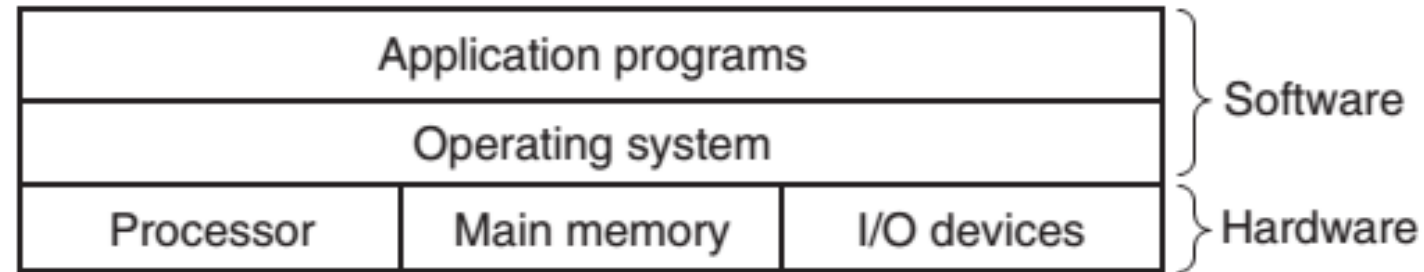 Application programs
Software
Operating system
Processor Main memory I/O devices Hardware